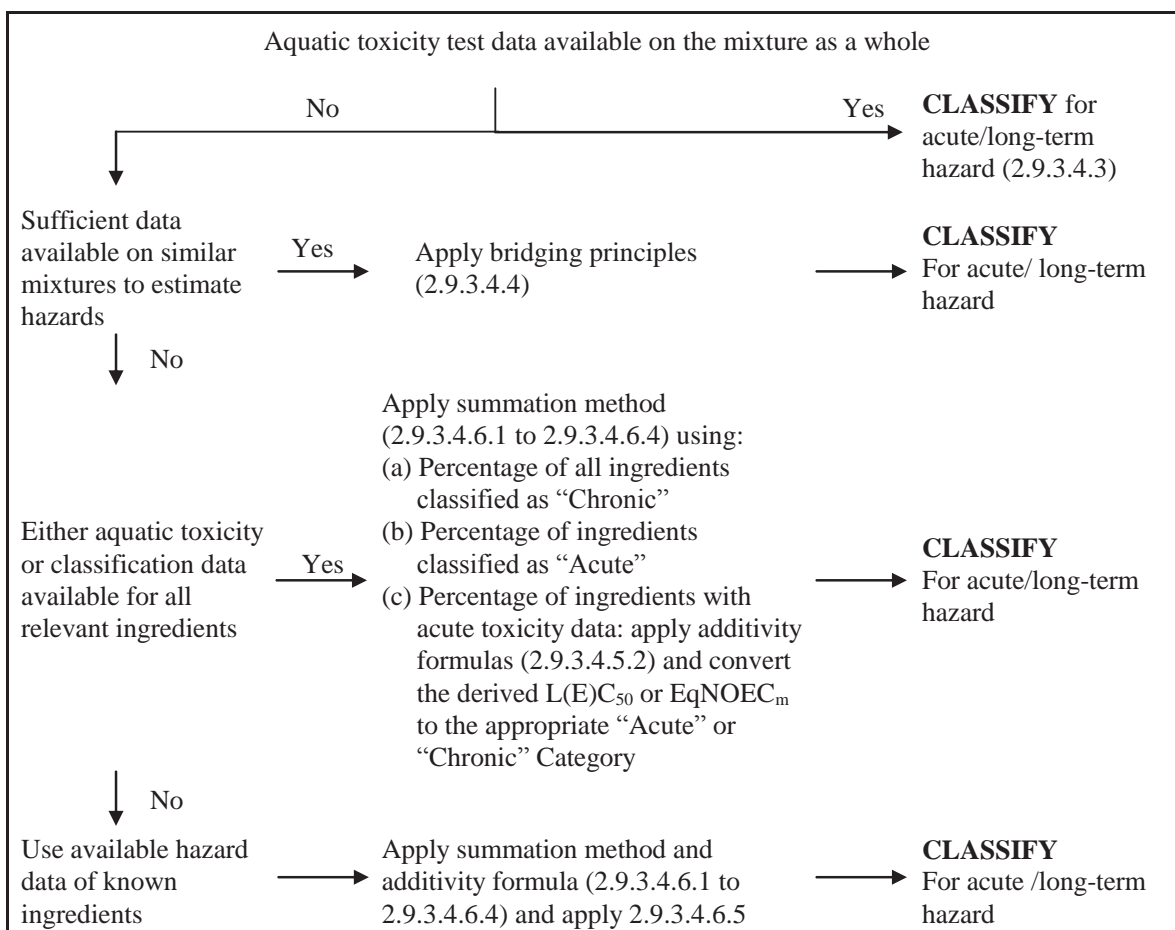 Aquatic toxicity test data available on the mixture as a whole
No
Yes
CLASSIFY for
acute/long-term
hazard (2.9.3.4.3)
Sufficient data
available on similar
mixtures to estimate
hazards
Yes
Apply bridging principles
(2.9.3.4.4)
CLASSIFY
For acute/ long-term
hazard
No
Either aquatic toxicity
or classification data
available for all
relevant ingredients
Yes
Apply summation method
(2.9.3.4.6.1 to 2.9.3.4.6.4) using:
(a) Percentage of all ingredients
classified as “Chronic”
(b) Percentage of ingredients
classified as “Acute”
(c) Percentage of ingredients with
acute toxicity data: apply additivity
formulas (2.9.3.4.5.2) and convert
the derived L(E)C50 or EqNOECm
to the appropriate “Acute” or
“Chronic” Category
CLASSIFY
For acute/long-term
hazard
No
Use available hazard
data of known
ingredients
Apply summation method and
additivity formula (2.9.3.4.6.1 to
2.9.3.4.6.4) and apply 2.9.3.4.6.5
CLASSIFY
For acute /long-term
hazard